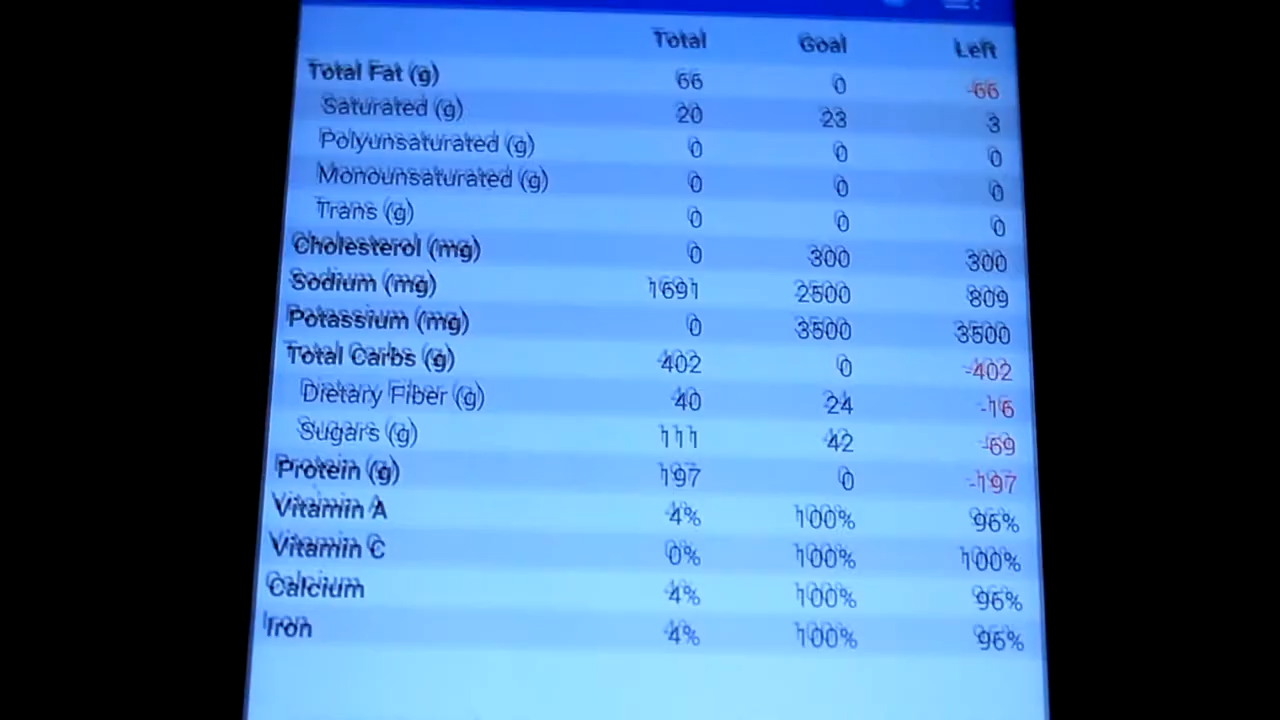 Total Goal Left
Total Fat (g) 66 0 -66
Saturated (g) 20 23 3
Polyunsaturated (g) 0 0 0
Monounsaturated (g) 0 0 0
Trans (g) 0 0 0
Cholesterol (mg) 0 300 300
Sodium (mg) 1691 2500 809
Potassium (mg) 0 3500 3500
Total Carbs (g) 402 0 -402
Dietary Fiber (g) 40 24 -16
Sugars (g) 111 42 -69
Protein (g) 197 0 -197
Vitamin A 4% 100% 96%
Vitamin C 0% 100% 100%
Calcium 4% 100% 96%
Iron 4% 100% 96%